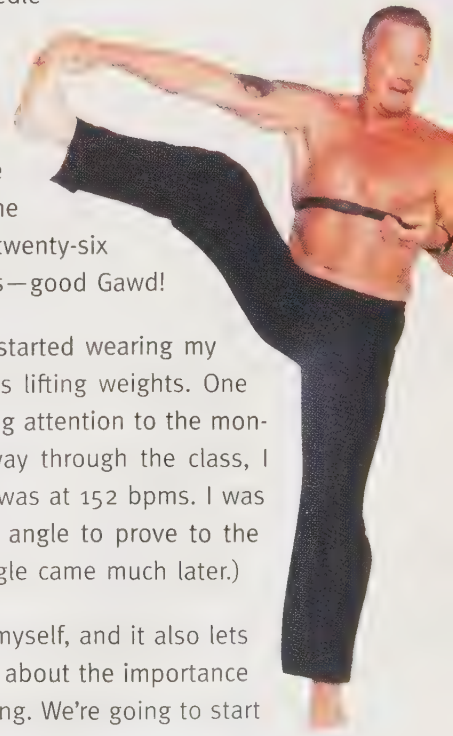 twenty-six
s—good Gawd!
started wearing my
s lifting weights. One
g attention to the mon-
vay through the class, I
was at 152 bpms. I was
angle to prove to the
gle came much later.)
myself, and it also lets
about the importance
ng. We're going to start